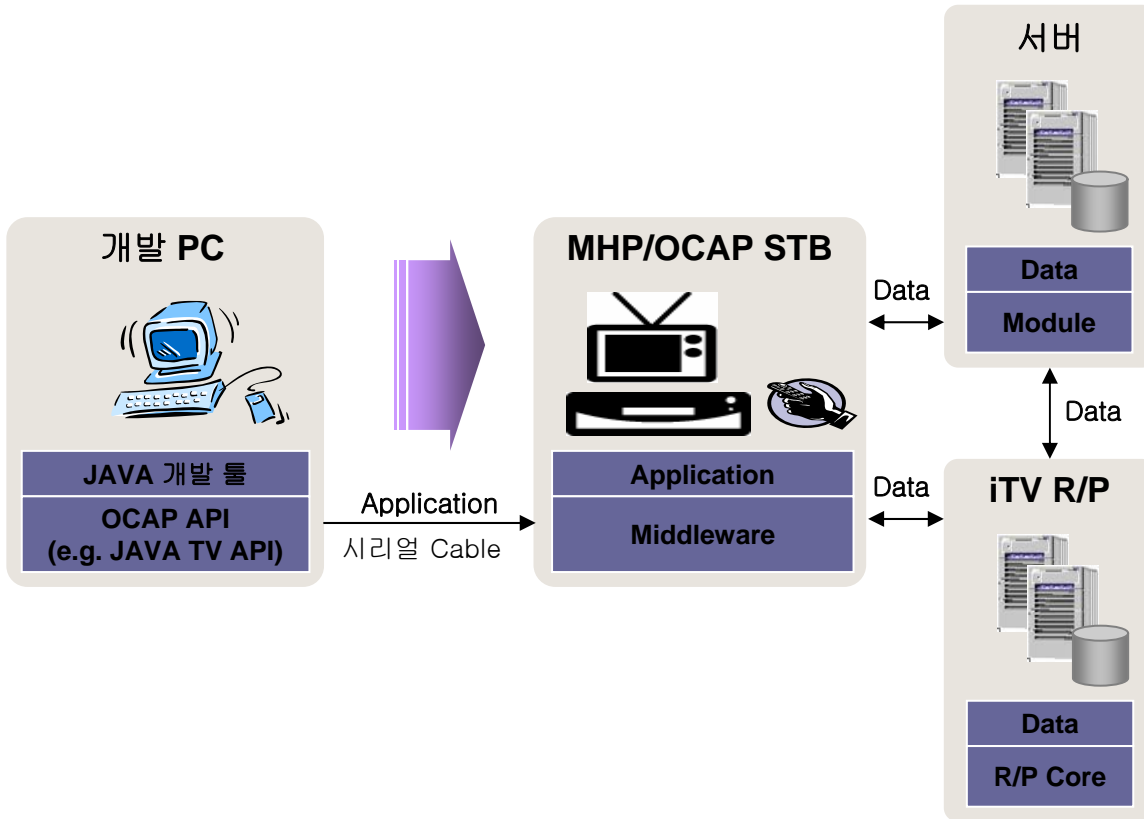 개발 PC
JAVA 개발 툴
OCAP API
(e.g. JAVA TV API)
Application
시리얼 Cable
MHP/OCAP STB
Application
Middleware
Data
Data
서버
Data
Module
Data
iTV R/P
Data
R/P Core